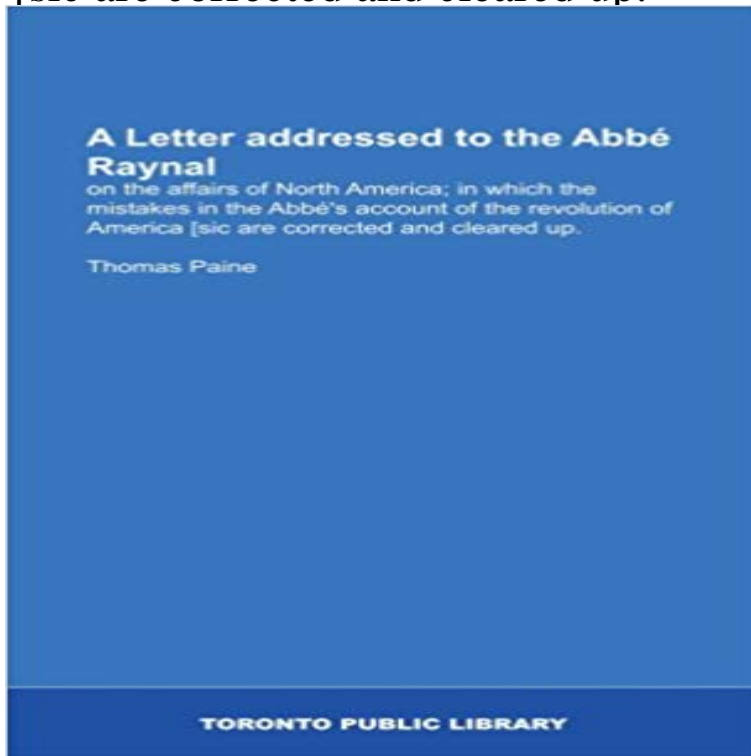 [sic are corrected and cleared up.
A Letter addressed to the Abbé
Raynal
on the affairs of North America; in which the
mistakes in the Abbé's account of the revolution of
America [sic are corrected and cleared up.
Thomas Paine
TORONTO PUBLIC LIBRARY